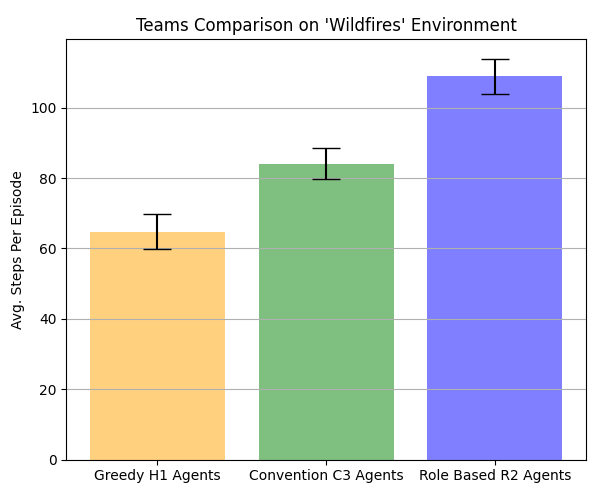 Teams Comparison on 'Wildfires' Environment
Avg. Steps Per Episode
100
80
60
40
20
0
Greedy H1 Agents
Convention C3 Agents
Role Based R2 Agents